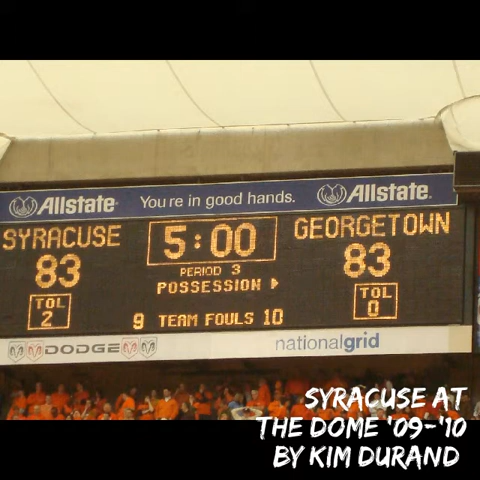 Allstate® You're in good hands. Allstate®
SYRACUSE 5:00 GEORGETOWN
83 PERIOD 3 83
POSSESSION
TOL TOL
2 0
9 TEAM FOULS 10
DODGE nationalgrid
SYRACUSE AT
THE DOME '09-'10
BY KIM DURAND